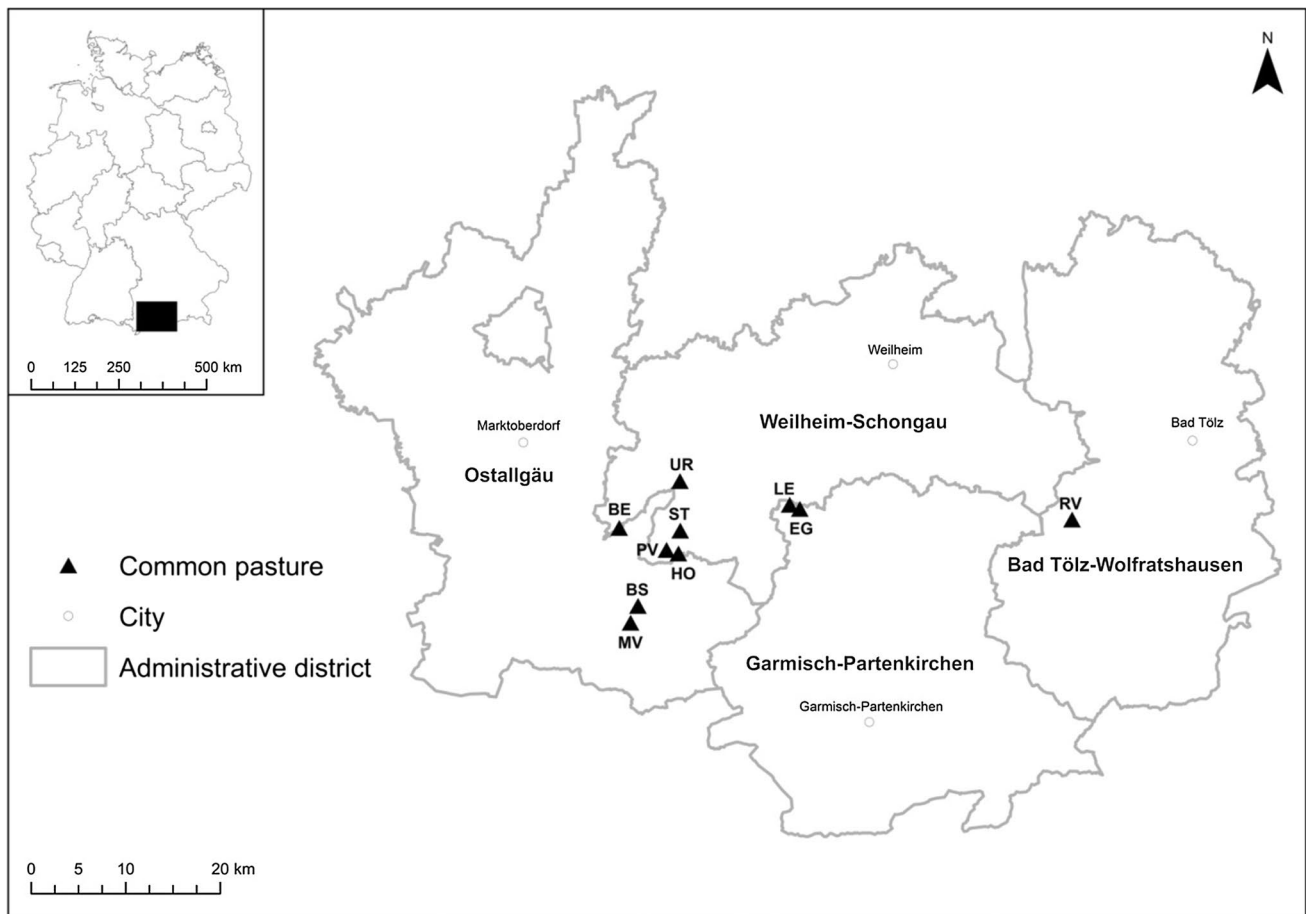 N
0 125 250 500 km
Weilheim
Weilheim-Schongau
Marktoberdorf
Ostallgäu
Bad Tölz
UR
LE
EG
BE
ST
RV
PV
HO
Bad Tölz-Wolfratshausen
BS
MV
Garmisch-Partenkirchen
Garmisch-Partenkirchen
Common pasture
City
Administrative district
0 5 10 20 km